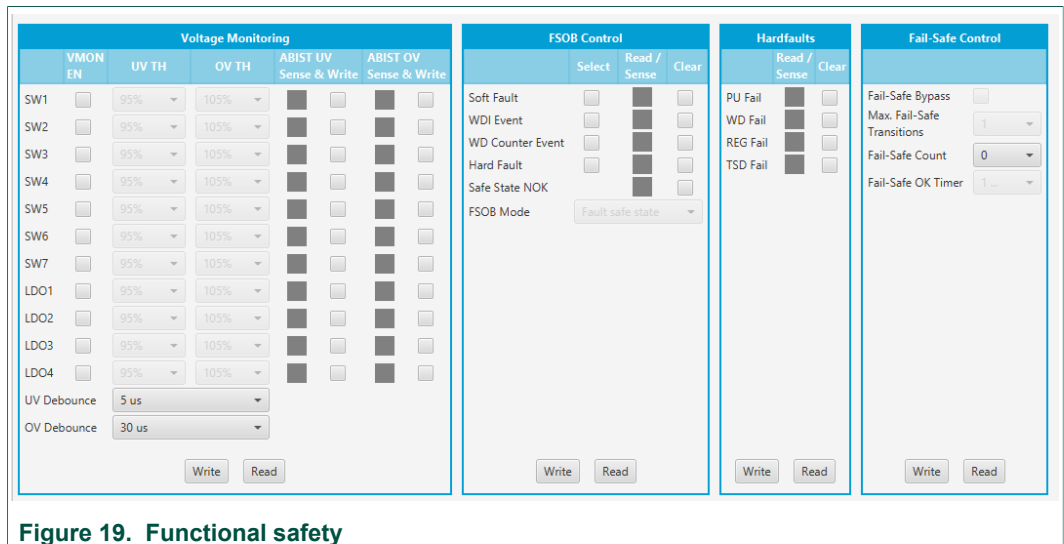 Voltage Monitoring
VMON EN UV TH OV TH ABIST UV Sense & Write ABIST OV Sense & Write
SW1 95% 105%
SW2 95% 105%
SW3 95% 105%
SW4 95% 105%
SW5 95% 105%
SW6 95% 105%
SW7 95% 105%
LDO1 95% 105%
LDO2 95% 105%
LDO3 95% 105%
LDO4 95% 105%
UV Debounce 5 us
OV Debounce 30 us
Write Read
FSOB Control
Select Read / Sense Clear
Soft Fault
WDI Event
WD Counter Event
Hard Fault
Safe State NOK
FSOB Mode Fault safe state
Write Read
Hardfaults
Read / Sense Clear
PU Fail
WD Fail
REG Fail
TSD Fail
Write Read
Fail-Safe Control
Fail-Safe Bypass
Max. Fail-Safe
Transitions 1
Fail-Safe Count 0
Fail-Safe OK Timer 1 ...
Write Read
Figure 19. Functional safety